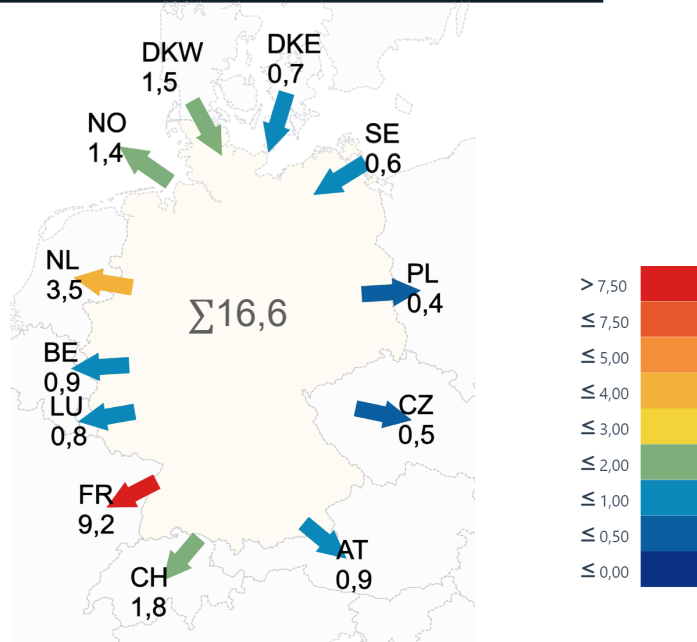 DKW
1,5
DKE
0,7
NO
1,4
SE
0,6
NL
3,5
PL
0,4
∑16,6
BE
0,9
LU
0,8
CZ
0,5
FR
9,2
AT
0,9
CH
1,8
> 7,50
≤ 7,50
≤ 5,00
≤ 4,00
≤ 3,00
≤ 2,00
≤ 1,00
≤ 0,50
≤ 0,00